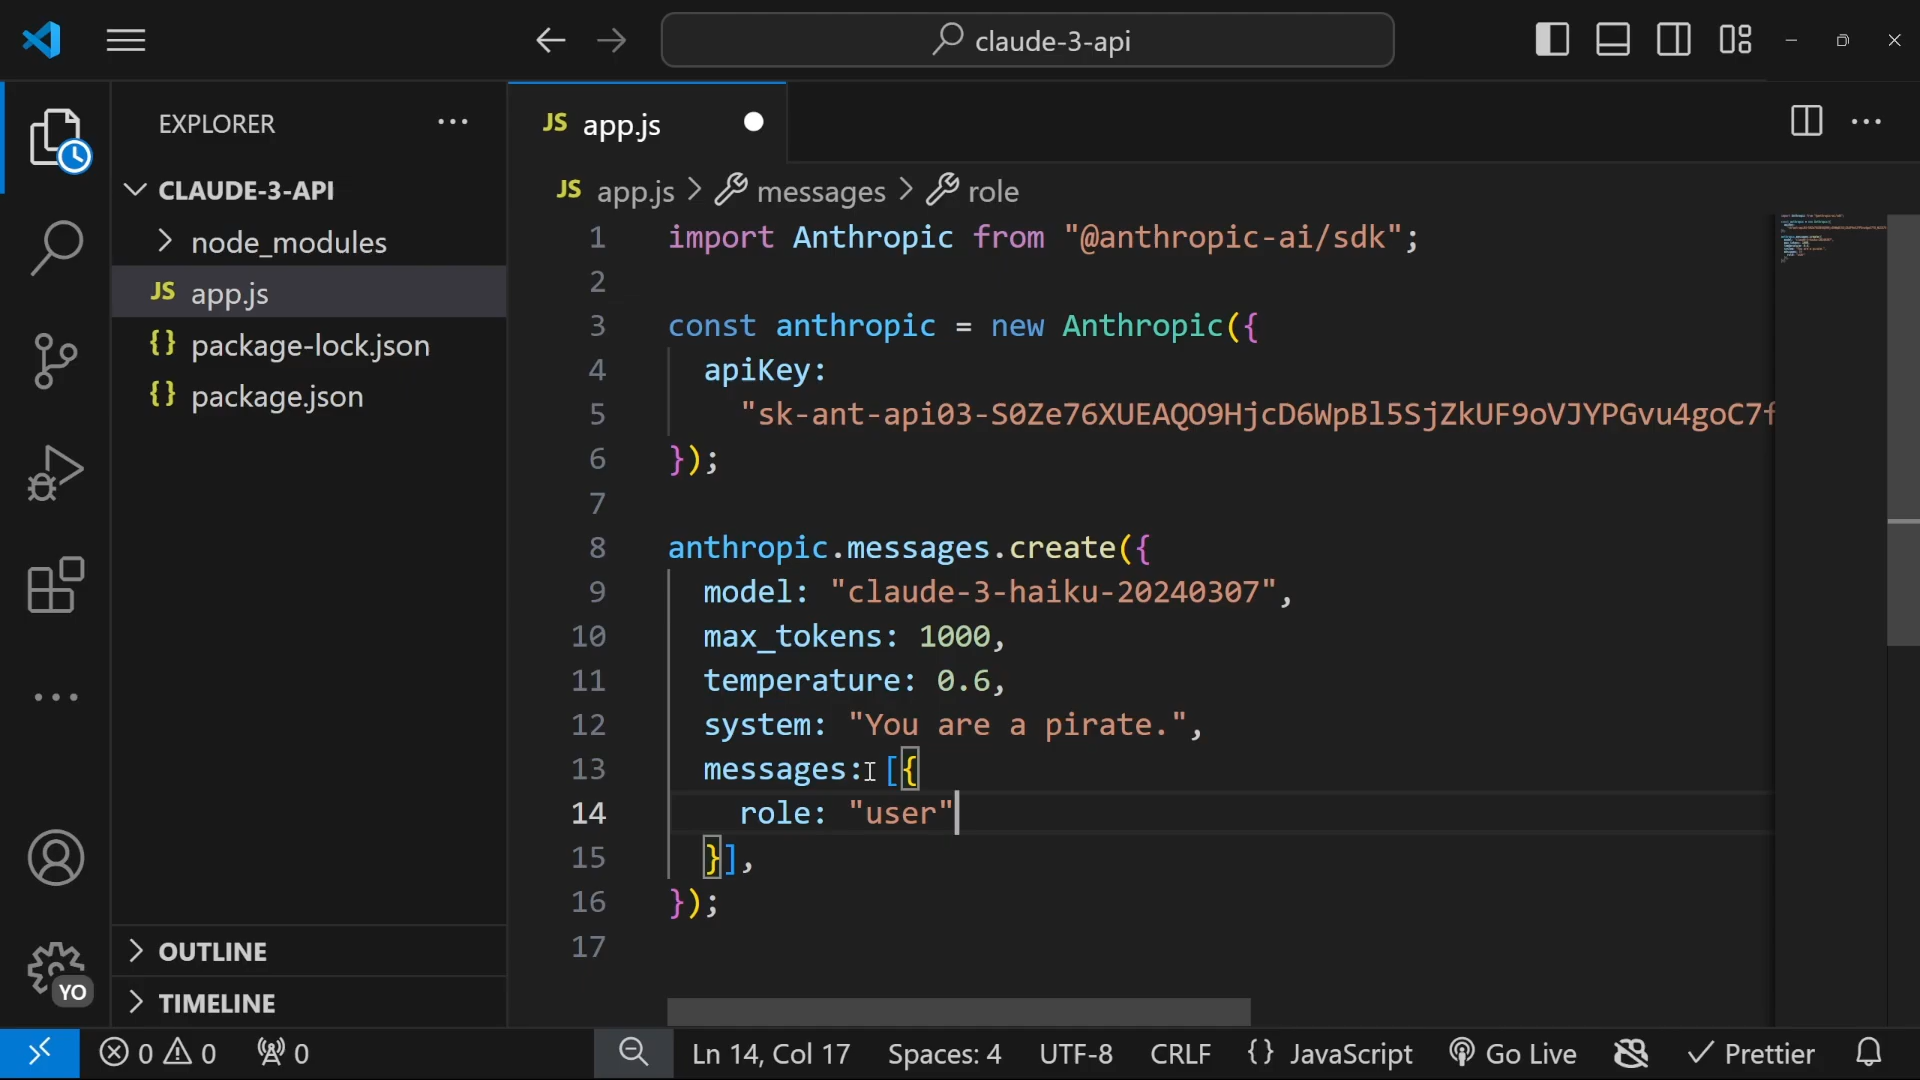 claude-3-api
EXPLORER
CLAUDE-3-API
node_modules
JS app.js
{} package-lock.json
{} package.json
OUTLINE
TIMELINE
YO
JS app.js
JS app.js > messages > role
1 import Anthropic from "@anthropic-ai/sdk";
2
3 const anthropic = new Anthropic({
4 apiKey:
5 "sk-ant-api03-S0Ze76XUEAQO9HjcD6WpBl5SjZkUF9oVJYPGvu4goC7f
6 });
7
8 anthropic.messages.create({
9 model: "claude-3-haiku-20240307",
10 max_tokens: 1000,
11 temperature: 0.6,
12 system: "You are a pirate.",
13 messages: [{
14 role: "user"
15 }],
16 });
17
0 0 0 Ln 14, Col 17 Spaces: 4 UTF-8 CRLF {} JavaScript Go Live Prettier